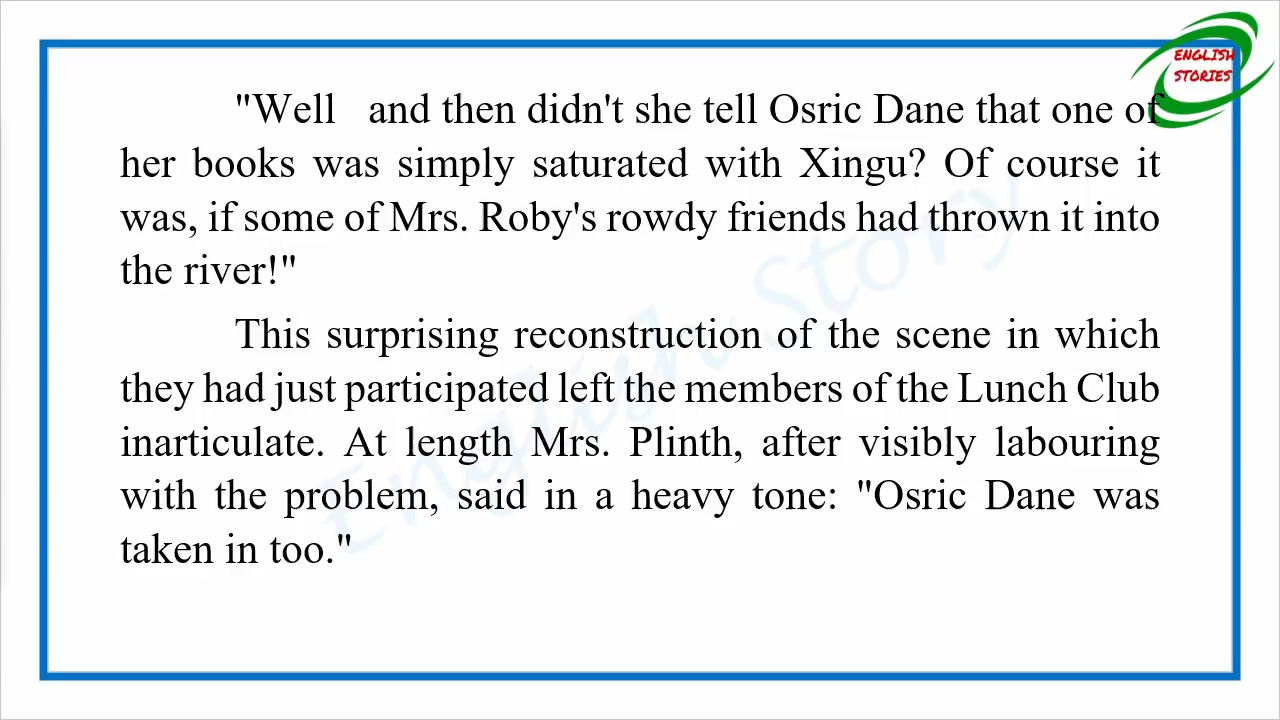 ENGLISH
STORIES
"Well   and then didn't she tell Osric Dane that one of
her books was simply saturated with Xingu? Of course it
was, if some of Mrs. Roby's rowdy friends had thrown it into
the river!"
This surprising reconstruction of the scene in which
they had just participated left the members of the Lunch Club
inarticulate. At length Mrs. Plinth, after visibly labouring
with the problem, said in a heavy tone: "Osric Dane was
taken in too."
English Story